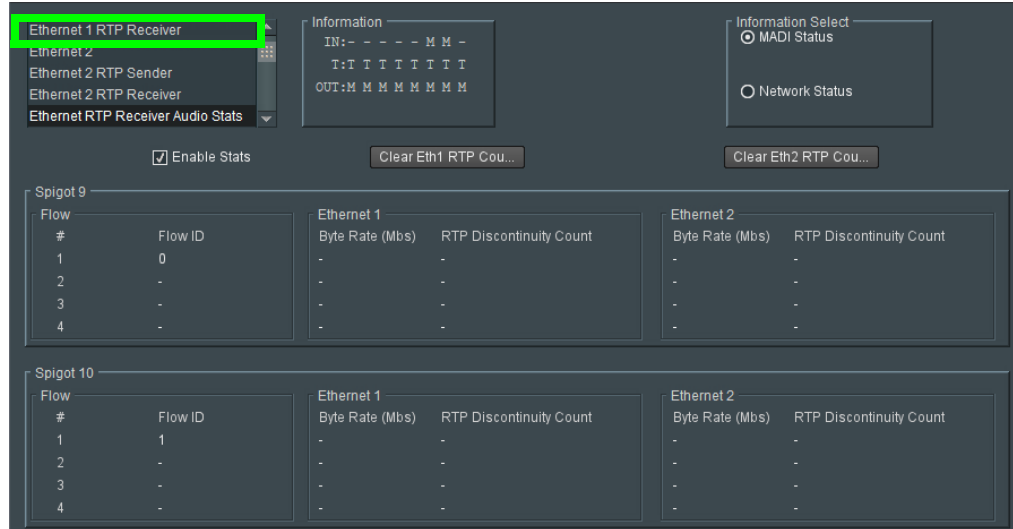 Ethernet 1 RTP Receiver
Ethernet 2
Ethernet 2 RTP Sender
Ethernet 2 RTP Receiver
Ethernet RTP Receiver Audio Stats
Information
IN:- - - - - M M -
T:T T T T T T T T
OUT:M M M M M M M M
Information Select
MADI Status
Network Status
Enable Stats
Clear Eth1 RTP Cou...
Clear Eth2 RTP Cou...
Spigot 9
Flow Ethernet 1 Ethernet 2
# Flow ID Byte Rate (Mbs) RTP Discontinuity Count Byte Rate (Mbs) RTP Discontinuity Count
1 0 - - - -
2 - - - - -
3 - - - - -
4 - - - - -
Spigot 10
Flow Ethernet 1 Ethernet 2
# Flow ID Byte Rate (Mbs) RTP Discontinuity Count Byte Rate (Mbs) RTP Discontinuity Count
1 1 - - - -
2 - - - - -
3 - - - - -
4 - - - - -